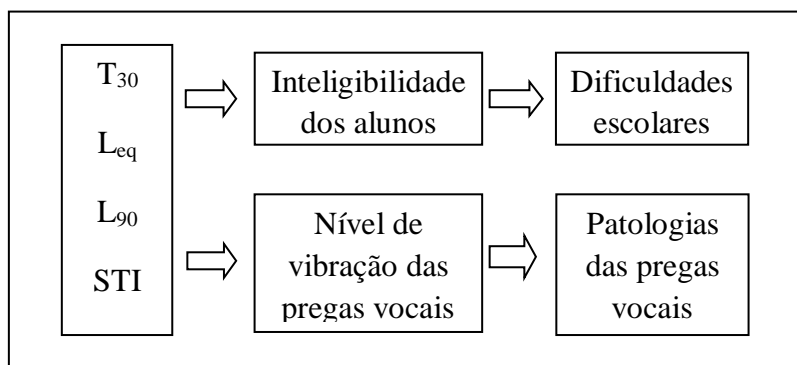 T30
Leq
L90
STI
Inteligibilidade
dos alunos
Dificuldades
escolares
Nível de
vibração das
pregas vocais
Patologias
das pregas
vocais